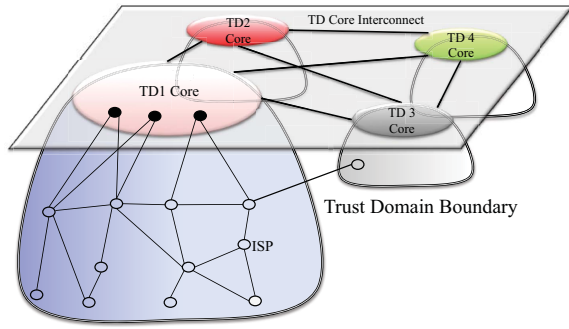 TD2
Core
TD Core Interconnect
TD 4
Core
TD1 Core
TD 3
Core
Trust Domain Boundary
ISP